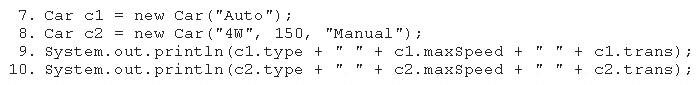 7. Car c1 = new Car("Auto");
8. Car c2 = new Car("4W", 150, "Manual");
9. System.out.println(c1.type + " " + c1.maxSpeed + " " + c1.trans);
10. System.out.println(c2.type + " " + c2.maxSpeed + " " + c2.trans);